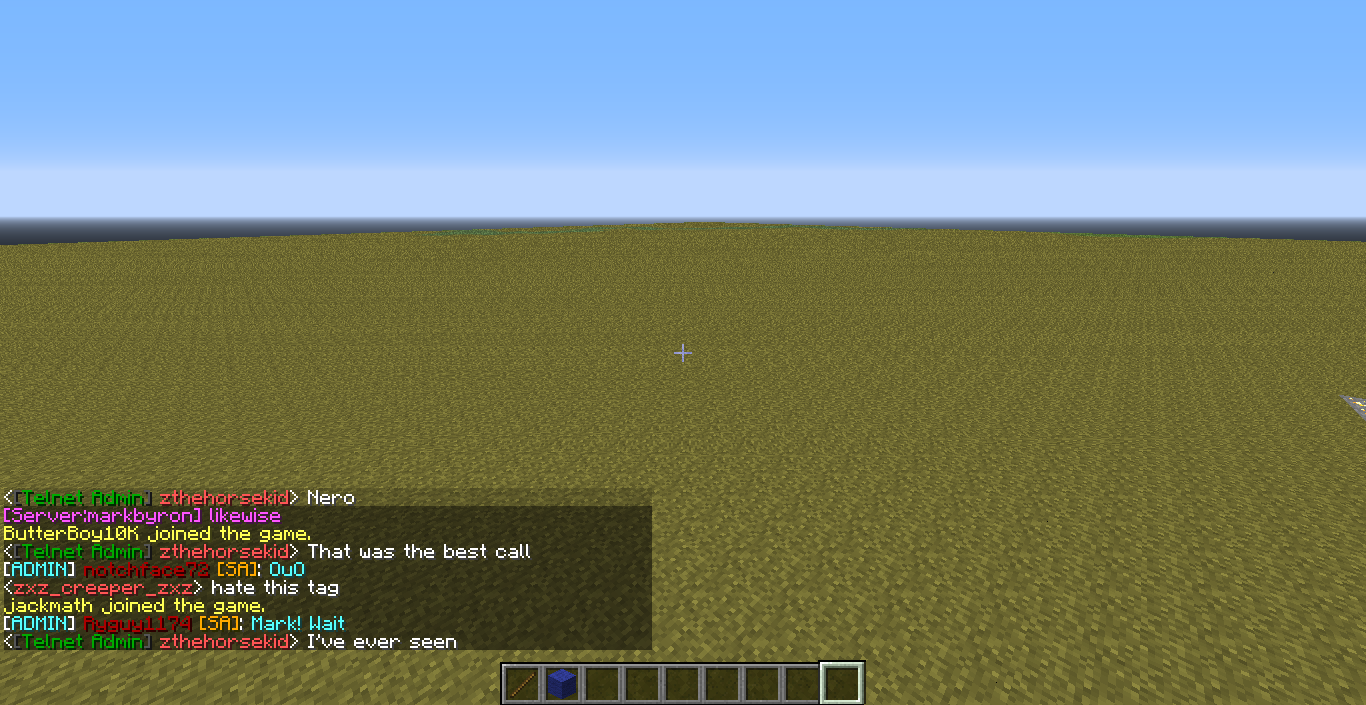 <[Telnet Admin] zthehorsekid> Nero
[Server:markbyron] likewise
ButterBoy10K joined the game.
<[Telnet Admin] zthehorsekid> That was the best call
[ADMIN] notchface72 [SA]: OuO
<zxz_creeper_zxz> hate this tag
jackmath joined the game.
[ADMIN] Ryguy1174 [SA]: Mark! Wait
<[Telnet Admin] zthehorsekid> I've ever seen